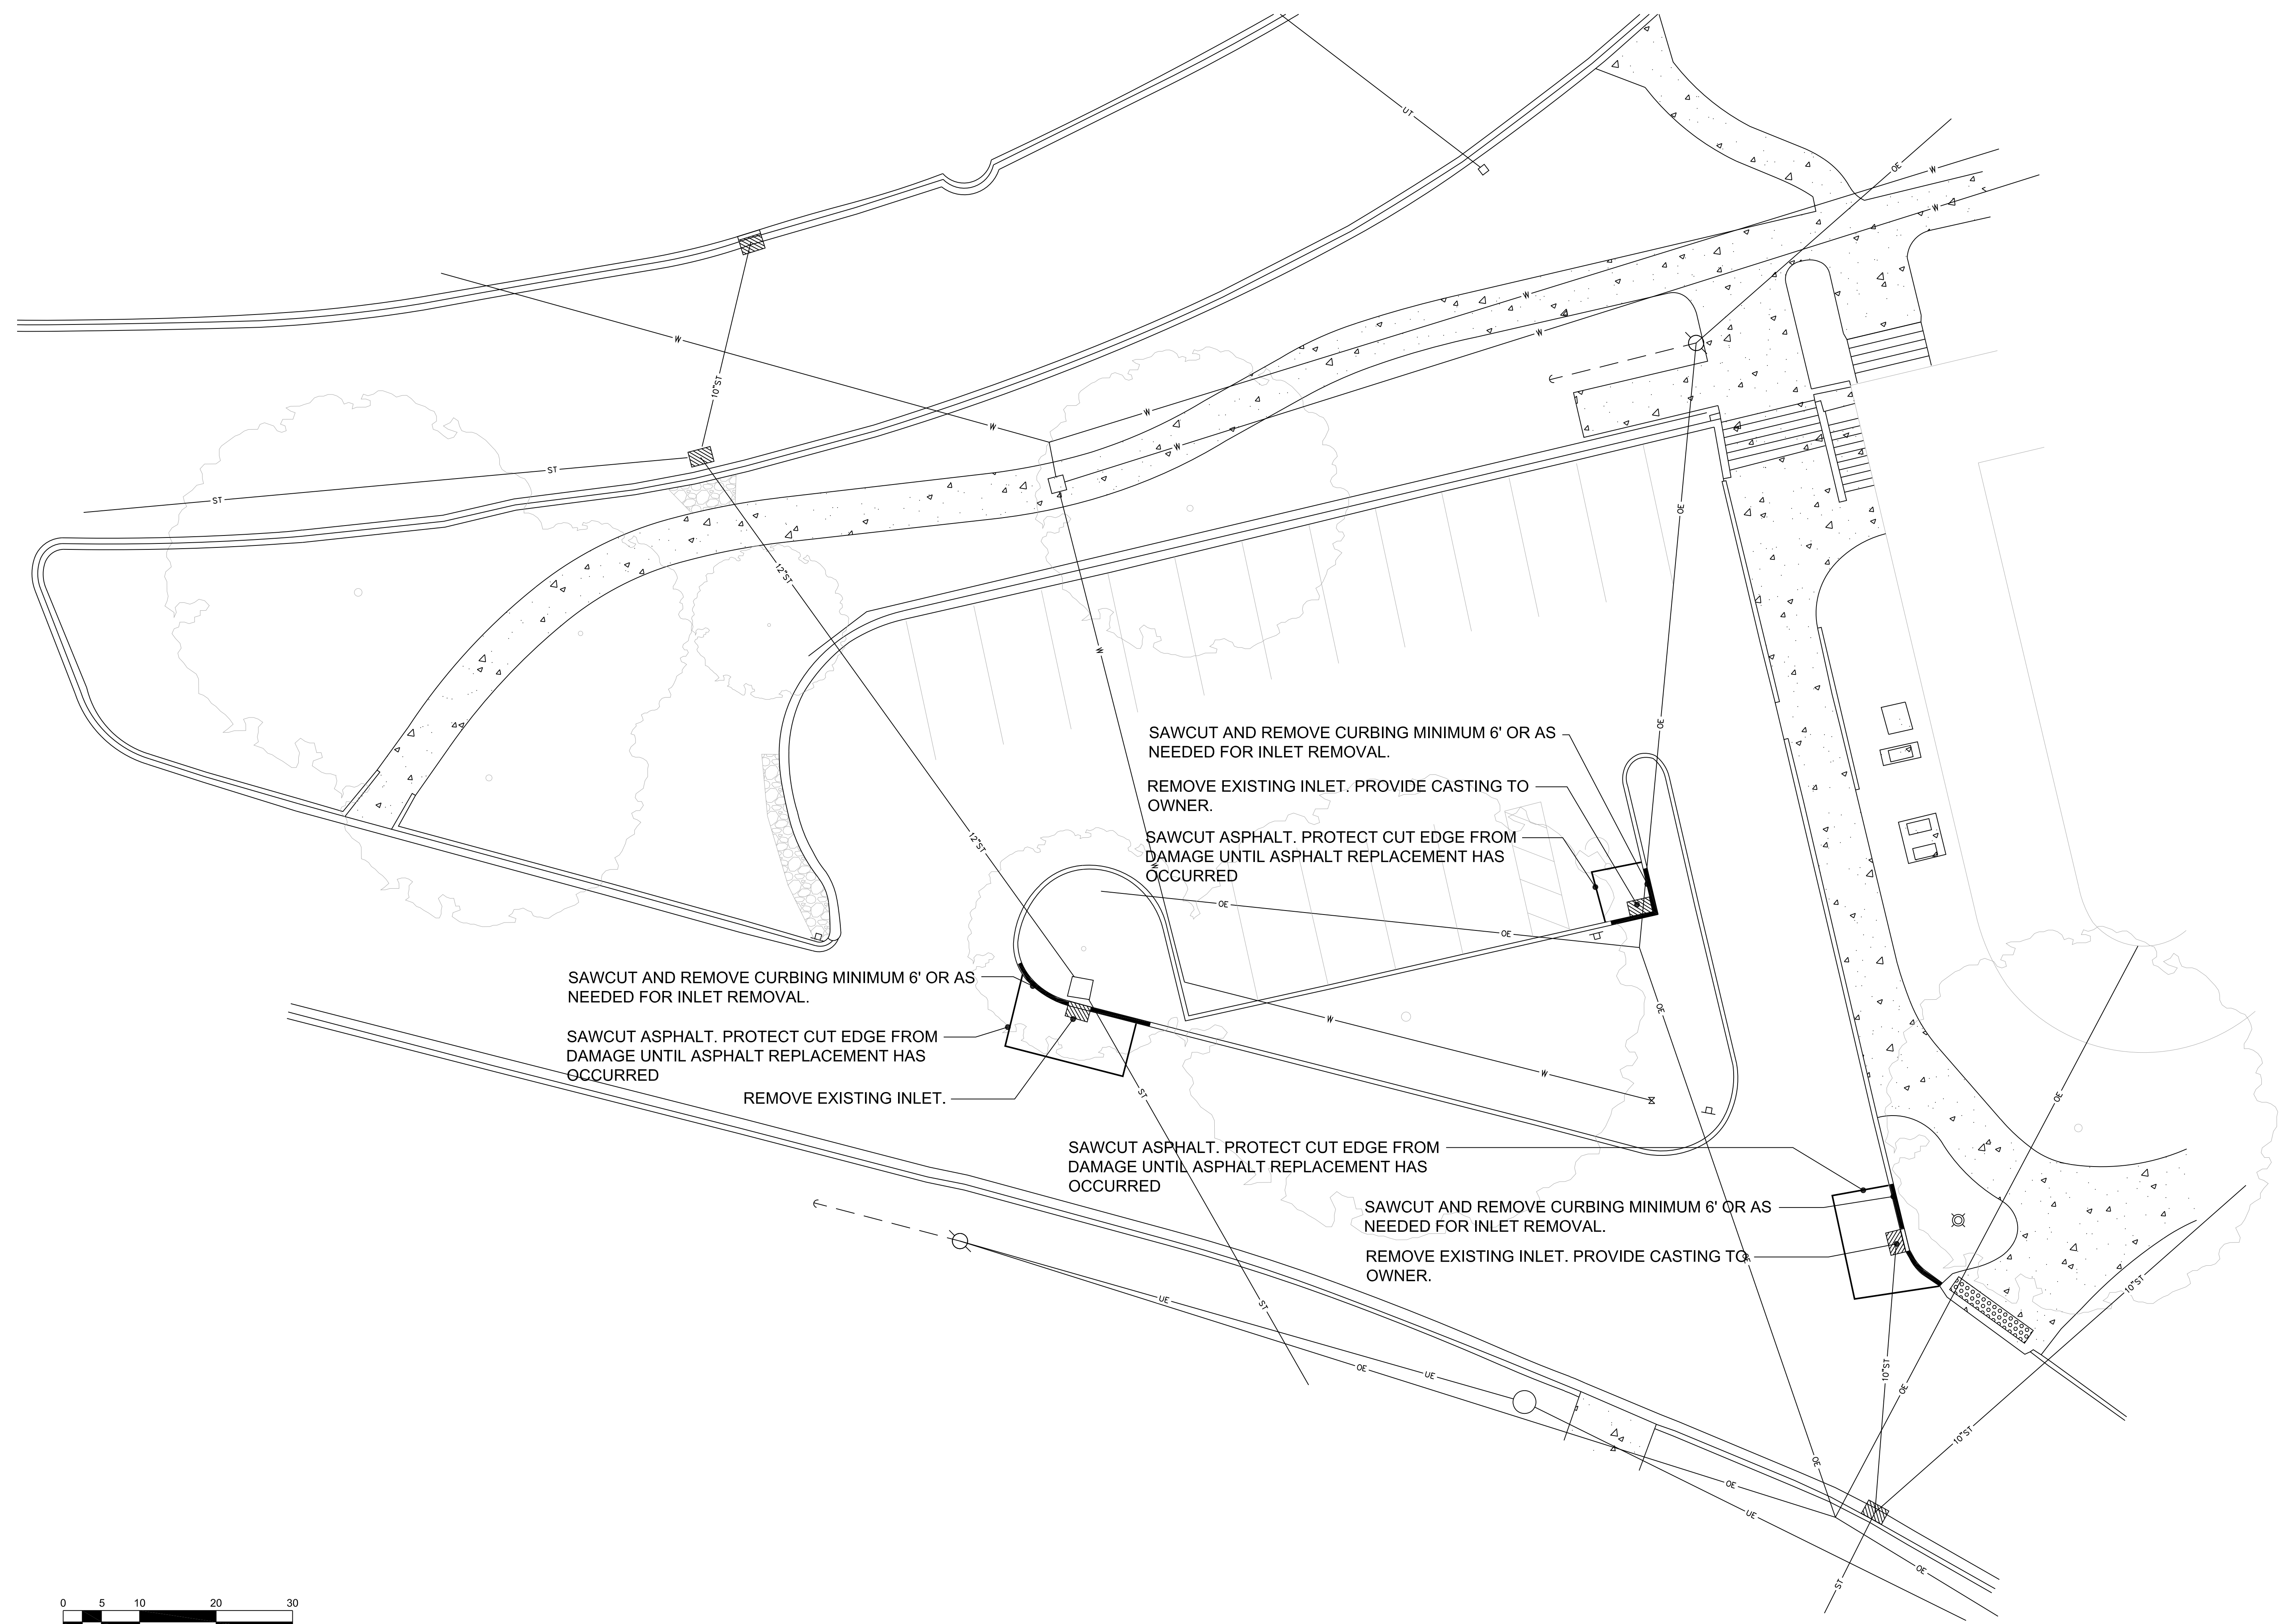 UT
OE
W
W
W
W
10"ST
W
W
W
W
ST
ST
OE
12"ST
W
OE
SAWCUT AND REMOVE CURBING MINIMUM 6' OR AS
NEEDED FOR INLET REMOVAL.
REMOVE EXISTING INLET. PROVIDE CASTING TO
OWNER.
SAWCUT ASPHALT. PROTECT CUT EDGE FROM
DAMAGE UNTIL ASPHALT REPLACEMENT HAS
OCCURRED
12"ST
W
OE
OE
SAWCUT AND REMOVE CURBING MINIMUM 6' OR AS
NEEDED FOR INLET REMOVAL.
OE
W
SAWCUT ASPHALT. PROTECT CUT EDGE FROM
DAMAGE UNTIL ASPHALT REPLACEMENT HAS
OCCURRED
W
ST
OE
REMOVE EXISTING INLET.
SAWCUT ASPHALT. PROTECT CUT EDGE FROM
DAMAGE UNTIL ASPHALT REPLACEMENT HAS
OCCURRED
SAWCUT AND REMOVE CURBING MINIMUM 6' OR AS
NEEDED FOR INLET REMOVAL.
REMOVE EXISTING INLET. PROVIDE CASTING TO
OWNER.
OE
10"ST
UE
ST
OE
UE
10"ST
OE
10"ST
OE
OE
UE
OE
ST
0 5 10 20 30